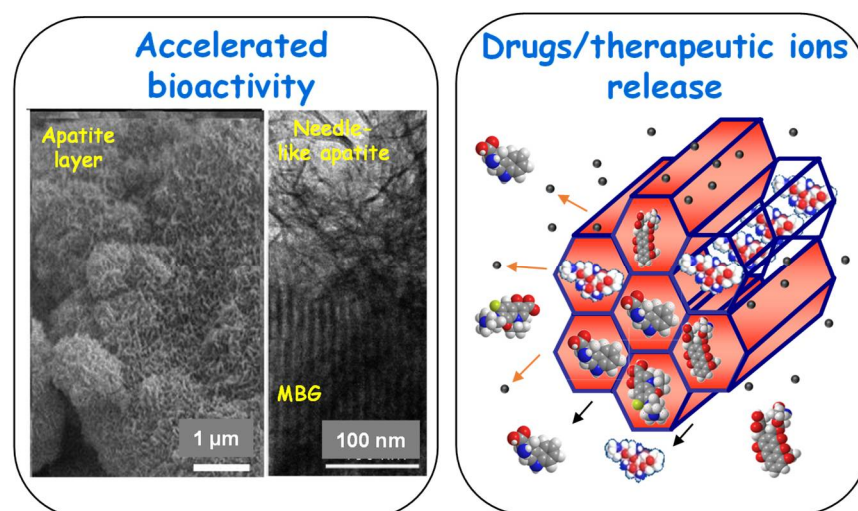 Accelerated
bioactivity
Apatite
layer
1 µm
Needle-
like apatite
MBG
100 nm
Drugs/therapeutic ions
release